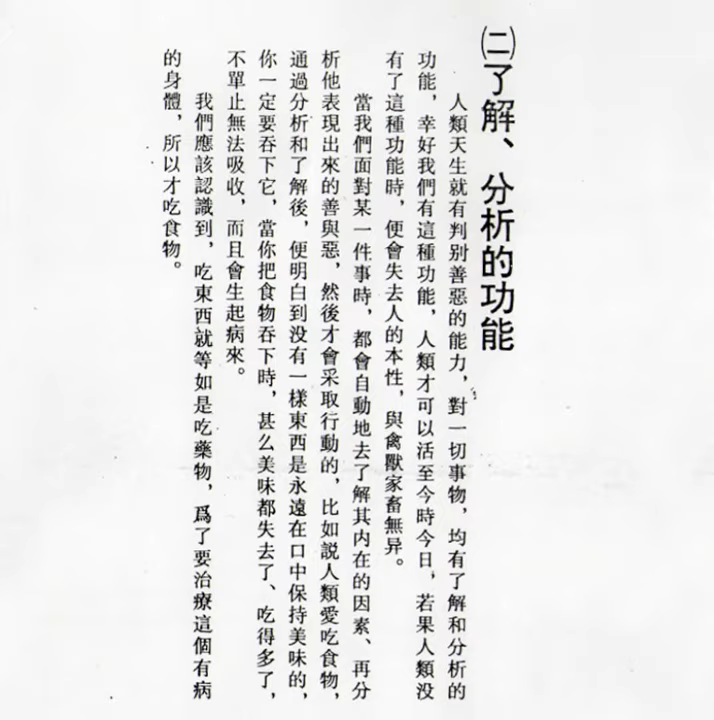 ㈡了解、分析的功能
人類天生就有判别善惡的能力，對一切事物，均有了解和分析的
功能，幸好我們有這種功能，人類才可以活至今時今日，若果人類没
有了這種功能時，便會失去人的本性，與禽獸家畜無异。
當我們面對某一件事時，都會自動地去了解其内在的因素、再分
析他表現出來的善與惡，然後才會采取行動的，比如説人類愛吃食物，
通過分析和了解後，便明白到没有一樣東西是永遠在口中保持美味的，
你一定要吞下它，當你把食物吞下時，甚么美味都失去了、吃得多了，
不單止無法吸收，而且會生起病來。
我們應該認識到，吃東西就等如是吃藥物，爲了要治療這個有病
的身體，所以才吃食物。